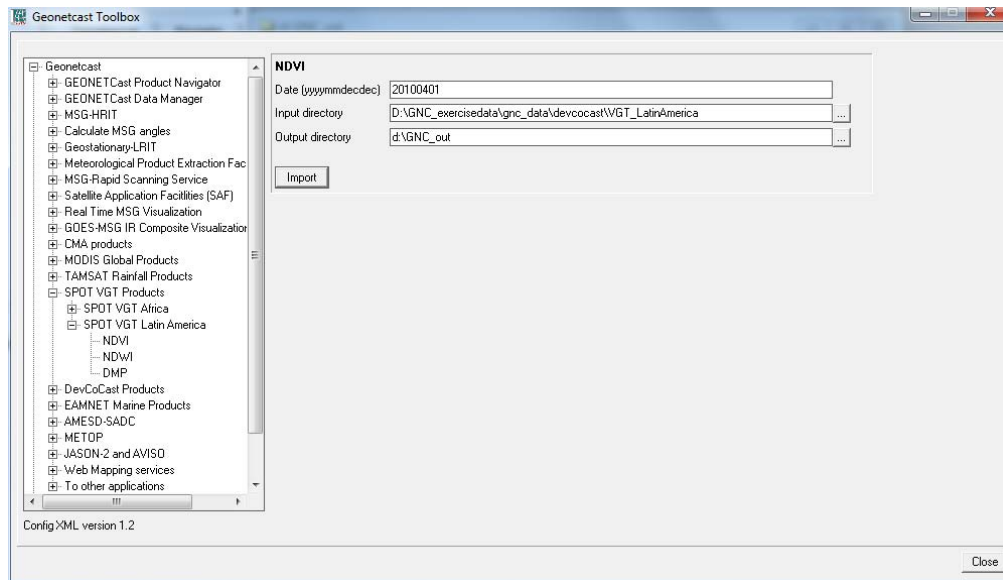 Geonetcast Toolbox
Geonetcast
GEONETCast Product Navigator
GEONETCast Data Manager
MSG-HRIT
Calculate MSG angles
Geostationary-LRIT
Meteorological Product Extraction Fac
MSG-Rapid Scanning Service
Satellite Application Facitlities (SAF)
Real Time MSG Visualization
GOES-MSG IR Composite Visualization
CMA products
MODIS Global Products
TAMSAT Rainfall Products
SPOT VGT Products
SPOT VGT Africa
SPOT VGT Latin America
NDVI
NDWI
DMP
DevCoCast Products
EAMNET Marine Products
AMESD-SADC
METOP
JASON-2 and AVISO
Web Mapping services
To other applications
Config XML version 1.2
NDVI
Date (yyyymmdecdec) 20100401
Input directory D:\GNC_exercisedata\gnc_data\devcocast\VGT_LatinAmerica ...
Output directory d:\GNC_out ...
Import
Close